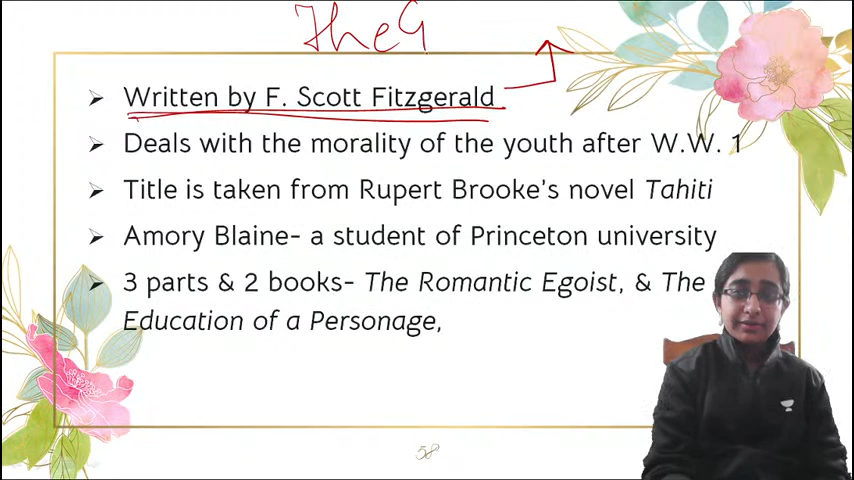 The G
Written by F. Scott Fitzgerald
Deals with the morality of the youth after W.W. 1
Title is taken from Rupert Brooke's novel Tahiti
Amory Blaine- a student of Princeton university
3 parts & 2 books- The Romantic Egoist, & The
Education of a Personage,
58